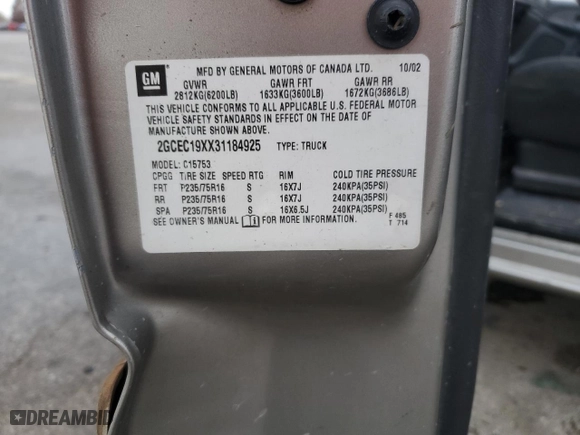 GM
MFD BY GENERAL MOTORS OF CANADA LTD. 10/02
GVWR GAWR FRT GAWR RR
2812KG(6200LB) 1633KG(3600LB) 1672KG(3686LB)
THIS VEHICLE CONFORMS TO ALL APPLICABLE U.S. FEDERAL MOTOR
VEHICLE SAFETY STANDARDS IN EFFECT ON THE DATE OF
MANUFACTURE SHOWN ABOVE.
2GCEC19XX31184925 TYPE: TRUCK
MODEL: C15753
CPGG TIRE SIZE SPEED RTG RIM COLD TIRE PRESSURE
FRT P235/75R16 S 16X7J 240KPA(35PSI)
RR P235/75R16 S 16X7J 240KPA(35PSI)
SPA P235/75R16 S 16X6.5J 240KPA(35PSI)
SEE OWNER'S MANUAL FOR MORE INFORMATION. F 485
T 714
DREAMBID